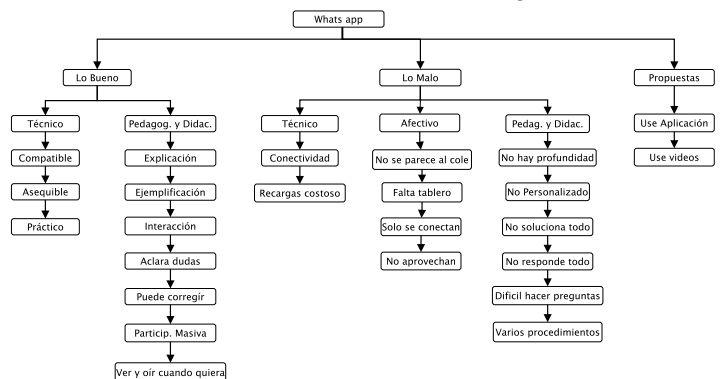 Whats app
Lo Bueno
Lo Malo
Propuestas
Técnico
Pedagog. y Didac.
Técnico
Afectivo
Pedag. y Didac.
Use Aplicación
Compatible
Explicación
Conectividad
No se parece al cole
No hay profundidad
Use videos
Asequible
Ejemplificación
Recargas costoso
Falta tablero
No Personalizado
Práctico
Interacción
Solo se conectan
No soluciona todo
Aclara dudas
No aprovechan
No responde todo
Puede corregír
Dificil hacer preguntas
Particip. Masiva
Varios procedimientos
Ver y oír cuando quiera